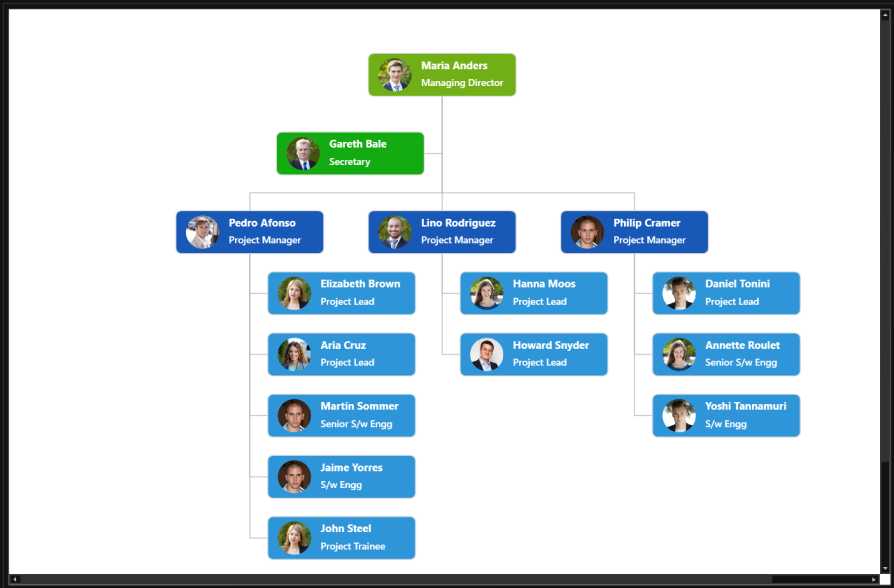 Maria Anders
Managing Director
Gareth Bale
Secretary
Pedro Afonso
Project Manager
Lino Rodriguez
Project Manager
Philip Cramer
Project Manager
Elizabeth Brown
Project Lead
Aria Cruz
Project Lead
Martin Sommer
Senior S/w Engg
Jaime Yorres
S/w Engg
John Steel
Project Trainee
Hanna Moos
Project Lead
Howard Snyder
Project Lead
Daniel Tonini
Project Lead
Annette Roulet
Senior S/w Engg
Yoshi Tannamuri
S/w Engg